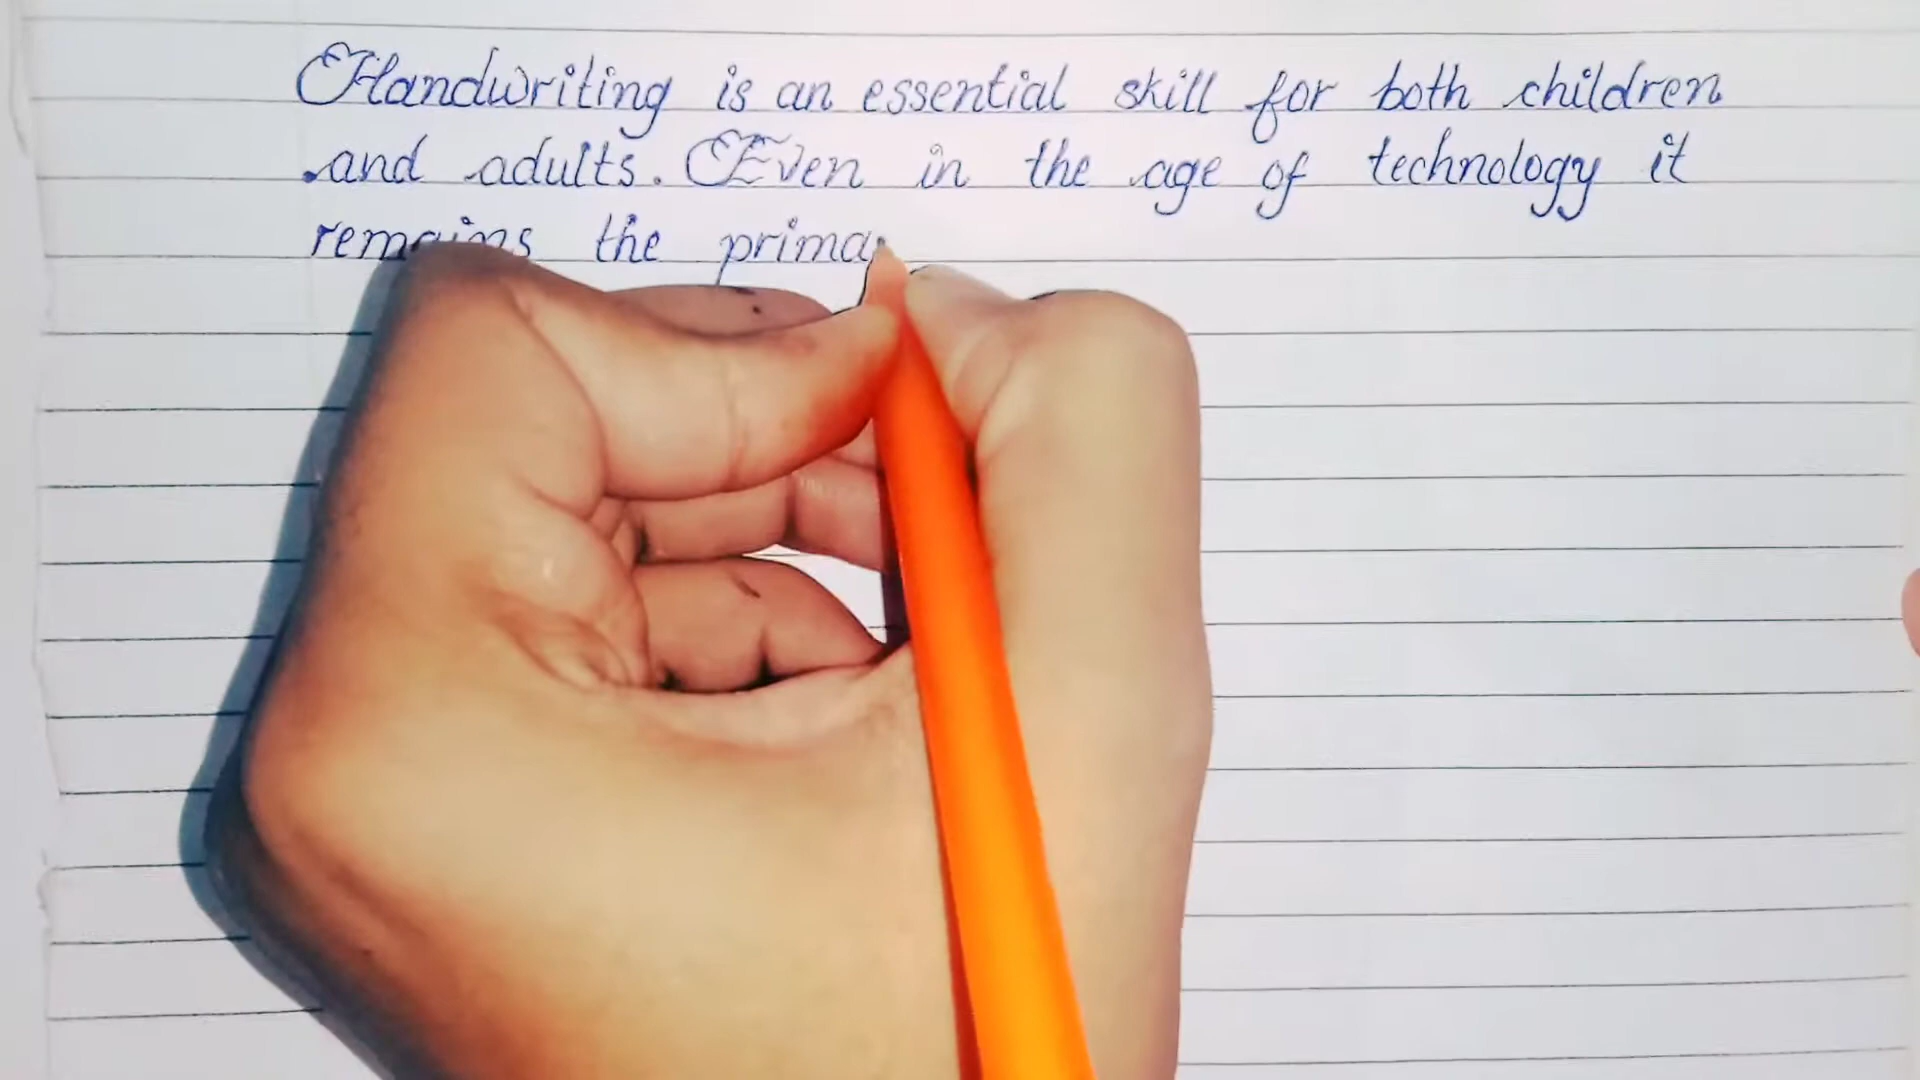 Handwriting is an essential skill for both children
and adults. Even in the age of technology it
remains the prima